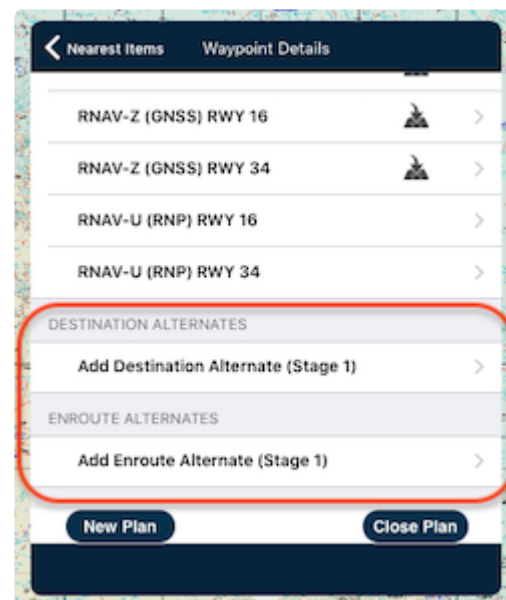 Nearest Items
Waypoint Details
RNAV-Z (GNSS) RWY 16
RNAV-Z (GNSS) RWY 34
RNAV-U (RNP) RWY 16
RNAV-U (RNP) RWY 34
DESTINATION ALTERNATES
Add Destination Alternate (Stage 1)
ENROUTE ALTERNATES
Add Enroute Alternate (Stage 1)
New Plan
Close Plan